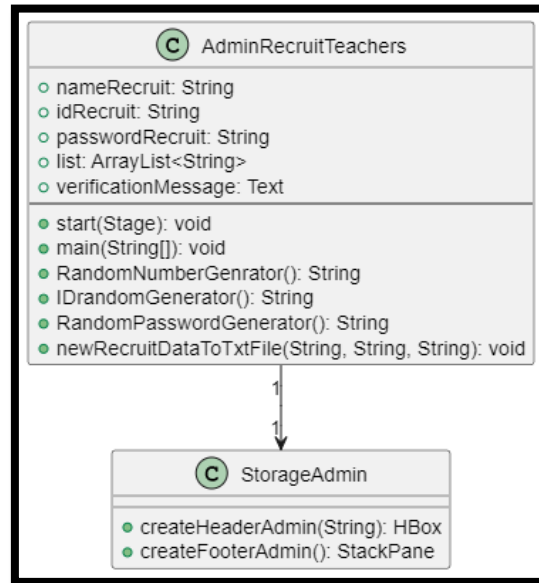 C AdminRecruitTeachers
nameRecruit: String
idRecruit: String
passwordRecruit: String
list: ArrayList<String>
verificationMessage: Text
start(Stage): void
main(String[]): void
RandomNumberGenrator(): String
IDrandomGenerator(): String
RandomPasswordGenerator(): String
newRecruitDataToTxtFile(String, String, String): void
1
1
C StorageAdmin
createHeaderAdmin(String): HBox
createFooterAdmin(): StackPane